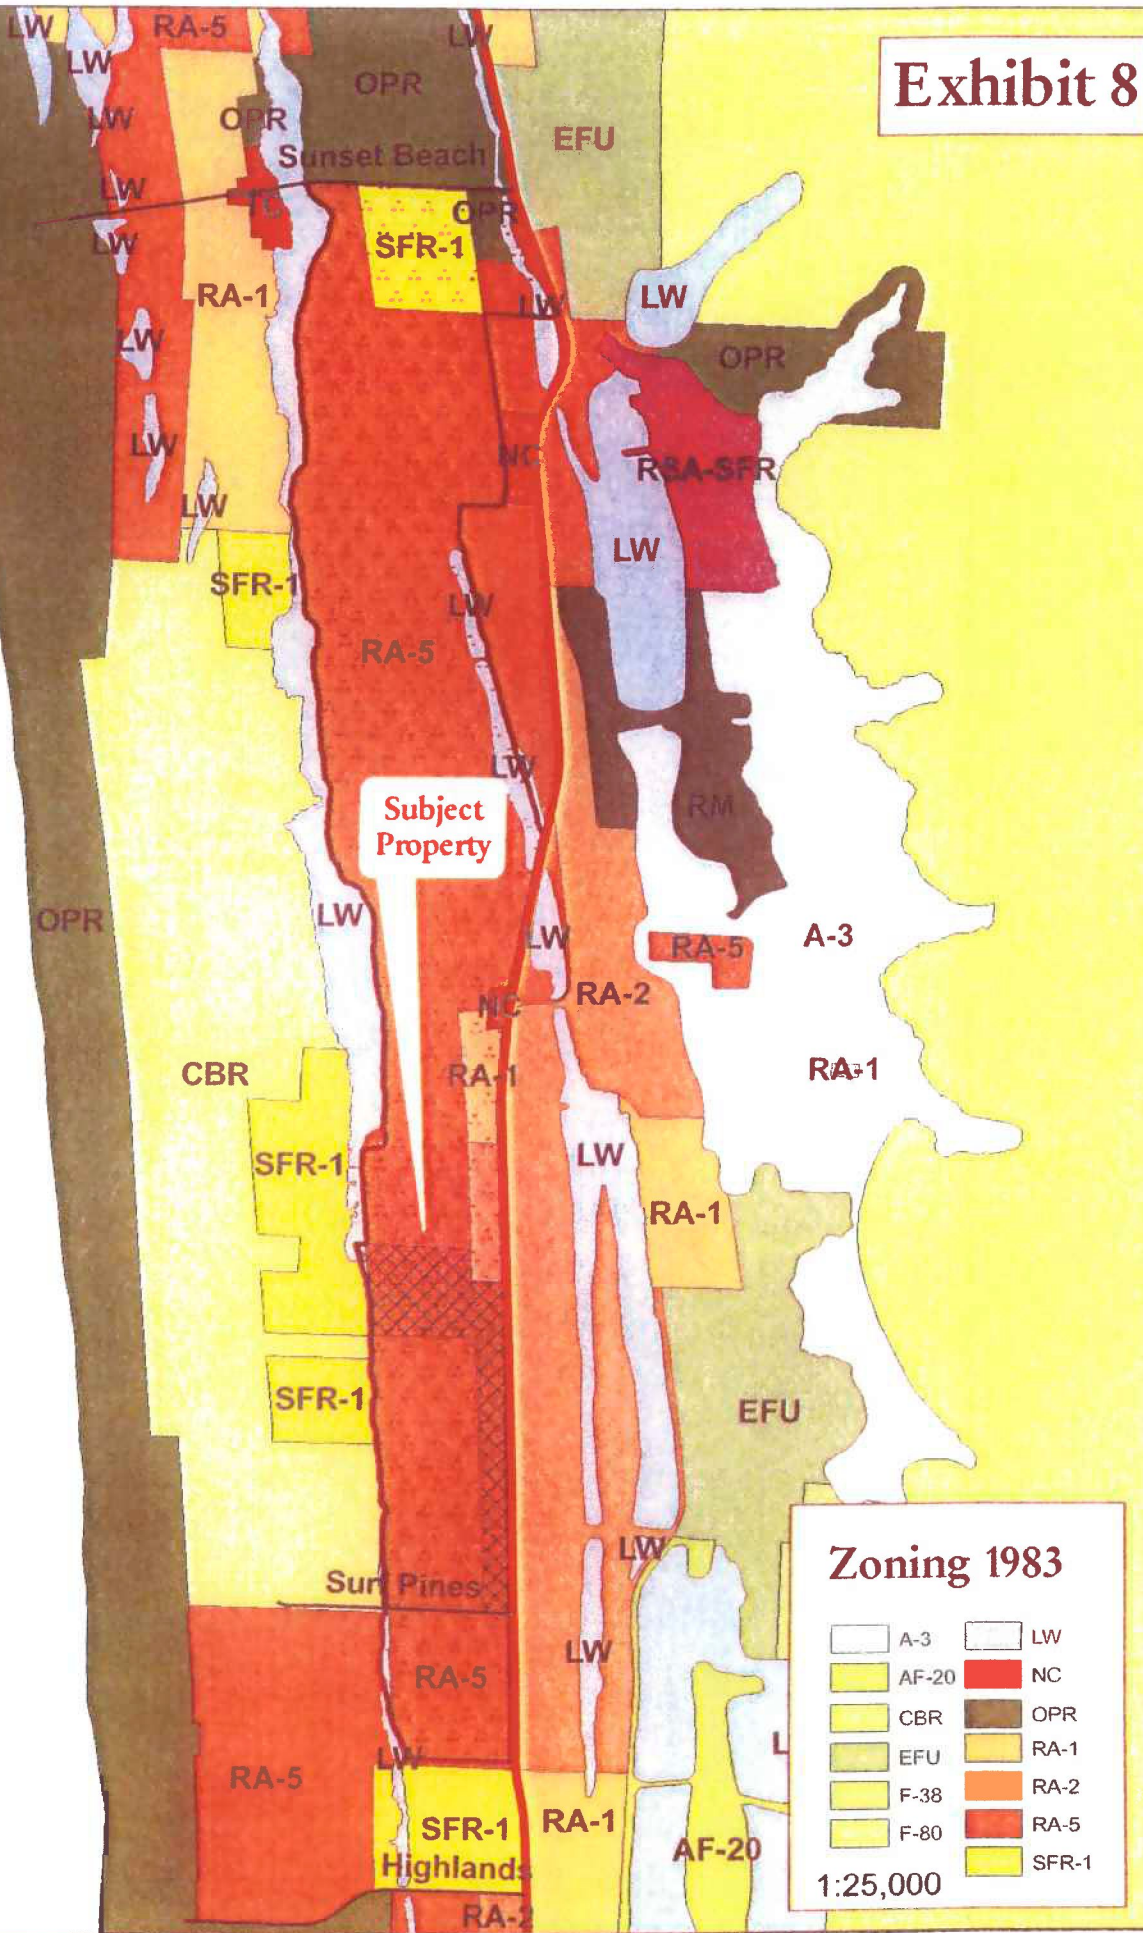 Exhibit 8
LW
RA-5
LW
LW
OPR
LW
OPR
EFU
Sunset Beach
LW
TC
OPR
SFR-1
LW
RA-1
LW
LW
LW
OPR
LW
NC
RSA-SFR
LW
LW
LW
SFR-1
LW
RA-5
LW
Subject
Property
RM
OPR
LW
LW
A-3
RA-5
NC
RA-2
CBR
RA-1
RA-1
SFR-1
LW
RA-1
SFR-1
EFU
LW
Surf Pines
LW
RA-5
LW
RA-5
SFR-1
Highlands
RA-1
AF-20
L
RA-2
Zoning 1983
A-3
AF-20
CBR
EFU
F-38
F-80
LW
NC
OPR
RA-1
RA-2
RA-5
SFR-1
1:25,000